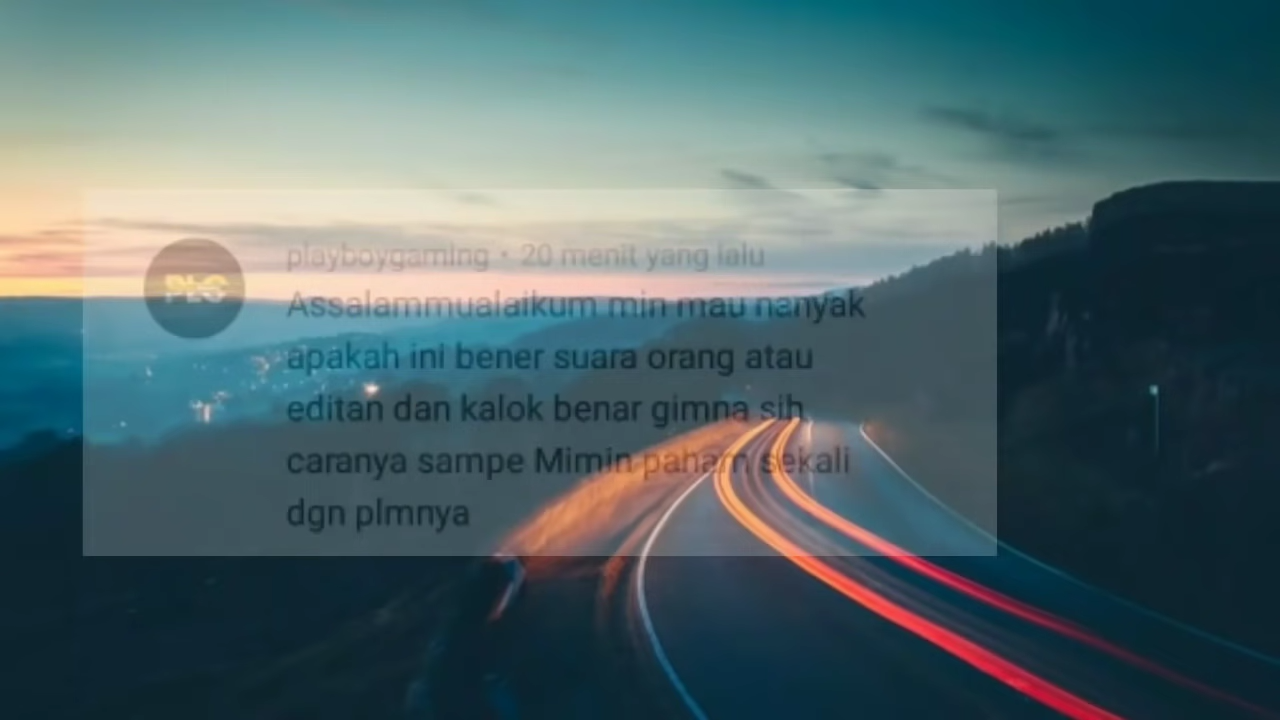 playboygaming • 20 menit yang lalu
PLG
Assalammualaikum min mau nanyak
apakah ini bener suara orang atau
editan dan kalok benar gimna sih
caranya sampe Mimin paham sekali
dgn plmnya